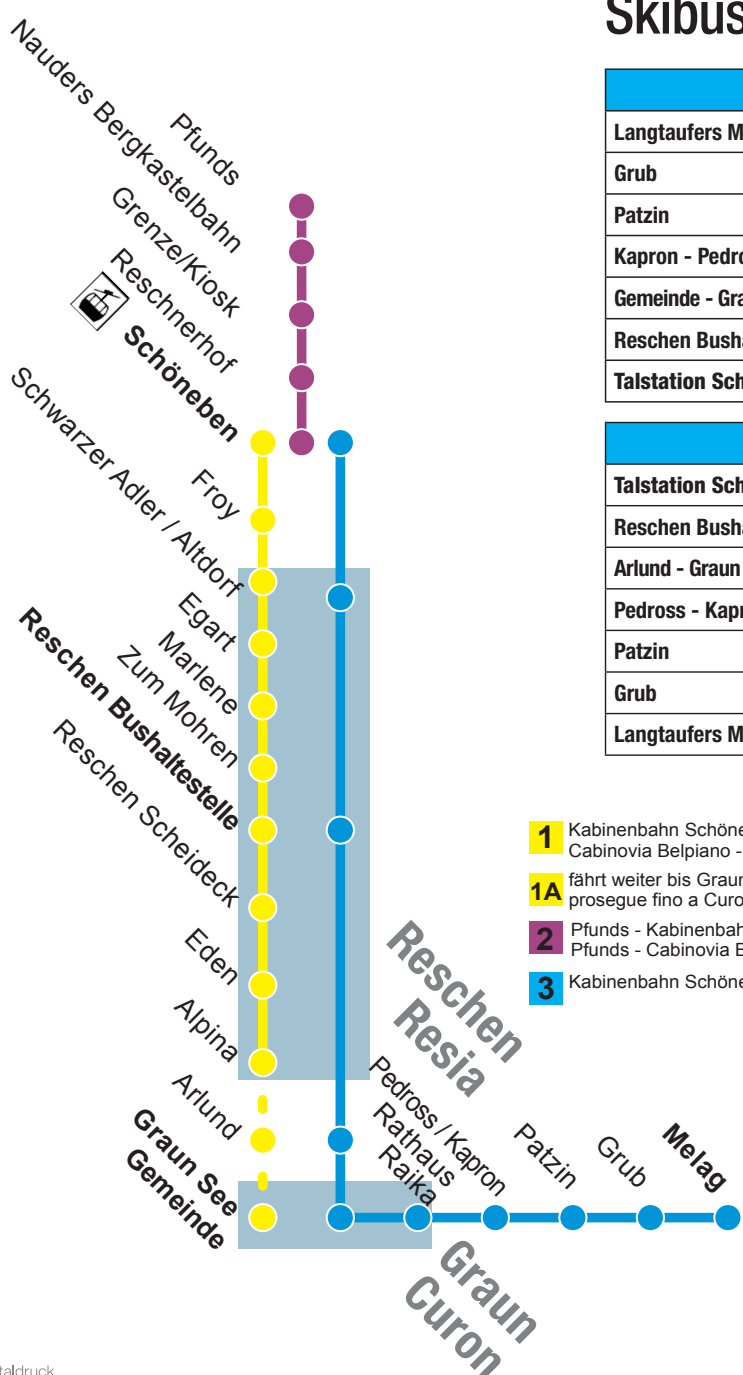 Skibus
Langtaufers M
Grub
Patzin
Kapron - Pedro
Gemeinde - Gra
Reschen Busha
Talstation Sch
Talstation Sch
Reschen Busha
Arlund - Graun
Pedross - Kapr
Patzin
Grub
Langtaufers M
Pfunds
Nauders Bergkastelbahn
Grenze/Kiosk
Reschnerhof
Schöneben
Froy
Schwarzer Adler / Altdorf
Egart
Marlene
Zum Mohren
Reschen Bushaltestelle
Reschen Scheideck
Eden
Alpina
Arlund
Graun See
Gemeinde
Reschen
Resia
1 Kabinenbahn Schöne
Cabinovia Belpiano -
1A fährt weiter bis Graun
prosegue fino a Curo
2 Pfunds - Kabinenbah
Pfunds - Cabinovia B
3 Kabinenbahn Schöne
Pedross / Kapron
Rathaus
Raika
Patzin
Grub
Melag
Graun
Curon
taldruck